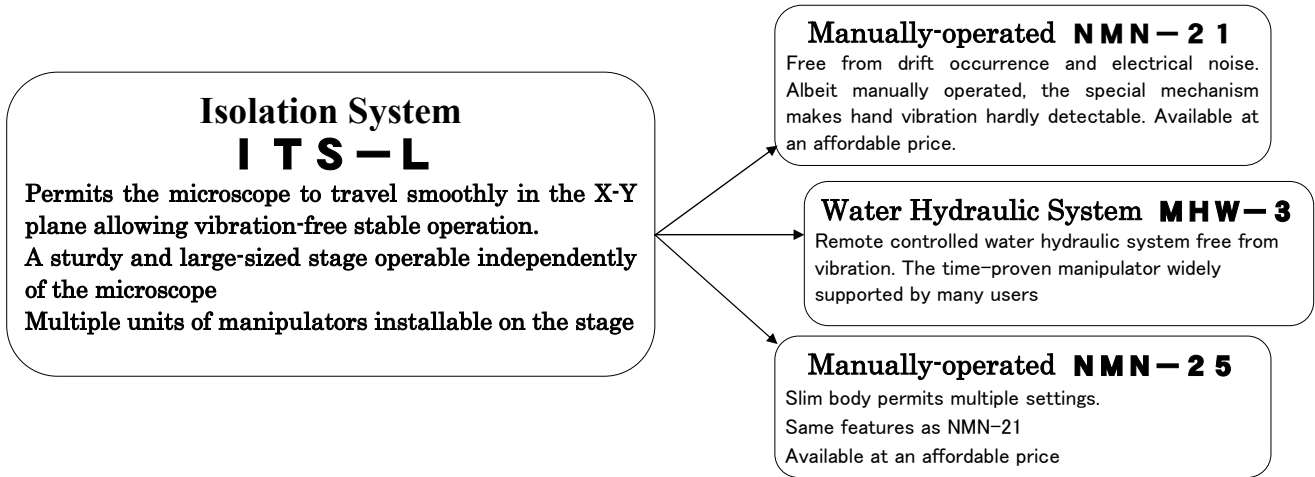 Isolation System
ITS－L
Permits the microscope to travel smoothly in the X-Y
plane allowing vibration-free stable operation.
A sturdy and large-sized stage operable independently
of the microscope
Multiple units of manipulators installable on the stage
Manually-operated NMN－21
Free from drift occurrence and electrical noise.
Albeit manually operated, the special mechanism
makes hand vibration hardly detectable. Available at
an affordable price.
Water Hydraulic System MHW－3
Remote controlled water hydraulic system free from
vibration. The time-proven manipulator widely
supported by many users
Manually-operated NMN－25
Slim body permits multiple settings.
Same features as NMN-21
Available at an affordable price